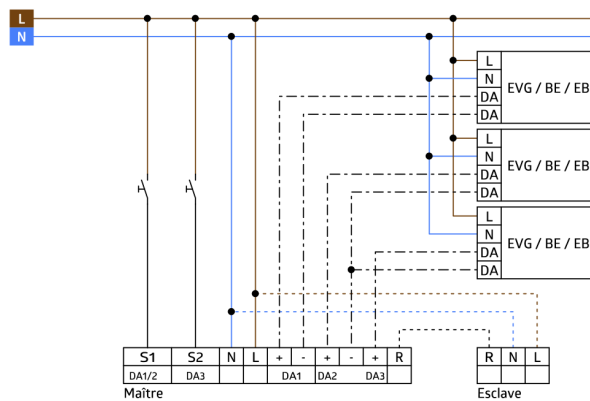 L
N
L
N EVG / BE / EB
DA
DA
L
N EVG / BE / EB
DA
DA
L
N EVG / BE / EB
DA
DA
S1 S2 N L + - + - + R
DA1/2 DA3 DA1 DA2 DA3
Maître
R N L
Esclave